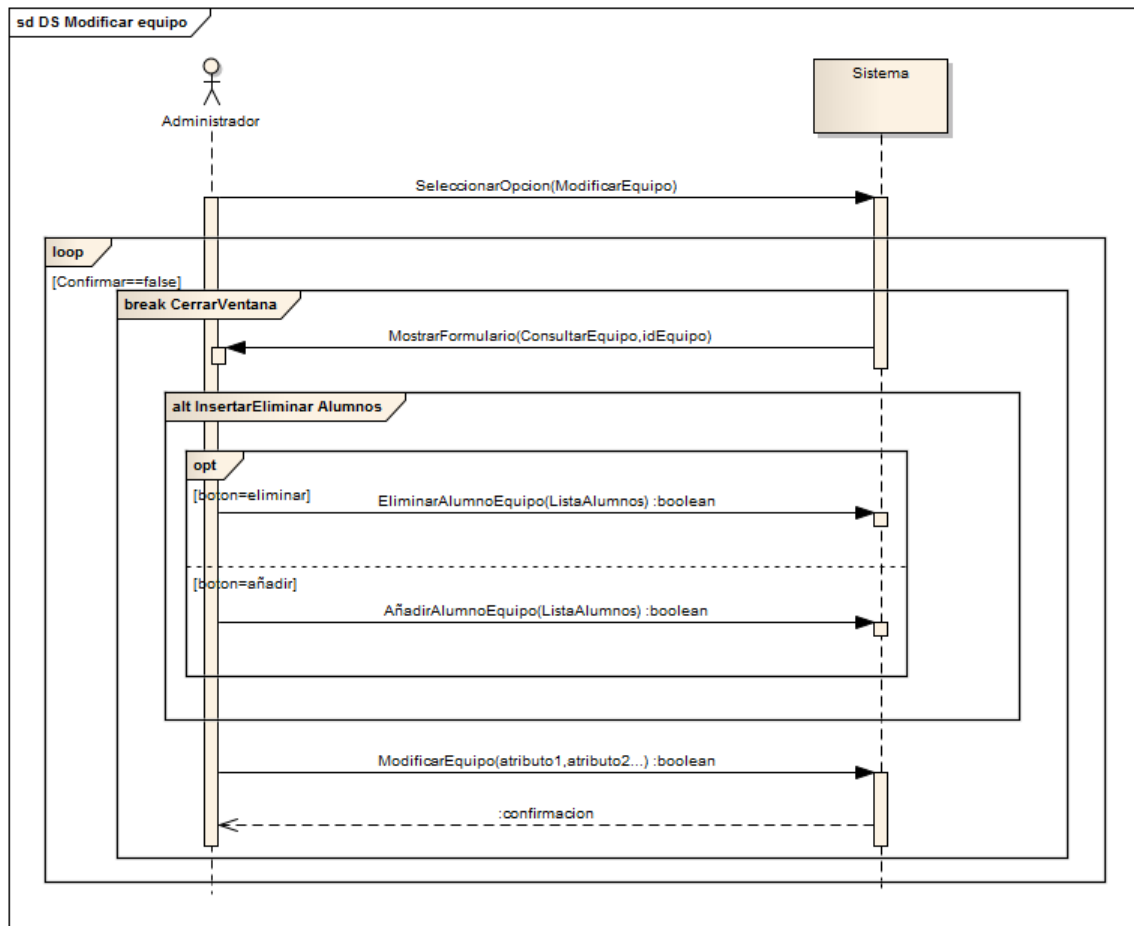 sd DS Modificar equipo
Administrador
Sistema
SeleccionarOpcion(ModificarEquipo)
loop
[Confirmar==false]
break CerrarVentana
MostrarFormulario(ConsultarEquipo,idEquipo)
alt InsertarEliminar Alumnos
opt
[boton=eliminar]
EliminarAlumnoEquipo(ListaAlumnos) :boolean
[boton=añadir]
AñadirAlumnoEquipo(ListaAlumnos) :boolean
ModificarEquipo(atributo1,atributo2...) :boolean
:confirmacion